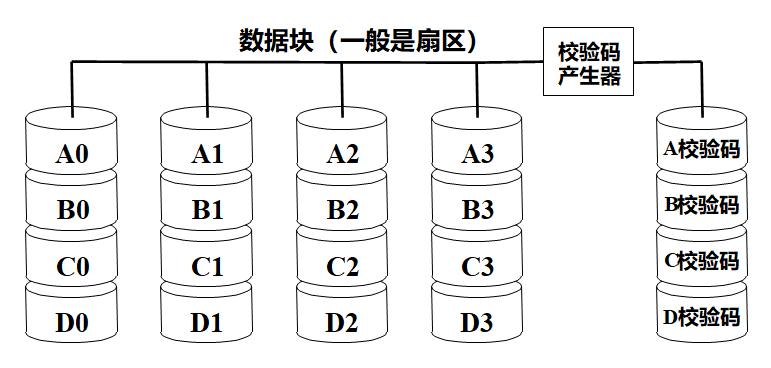 数据块（一般是扇区）
校验码
产生器
A0 A1 A2 A3 A校验码
B0 B1 B2 B3 B校验码
C0 C1 C2 C3 C校验码
D0 D1 D2 D3 D校验码